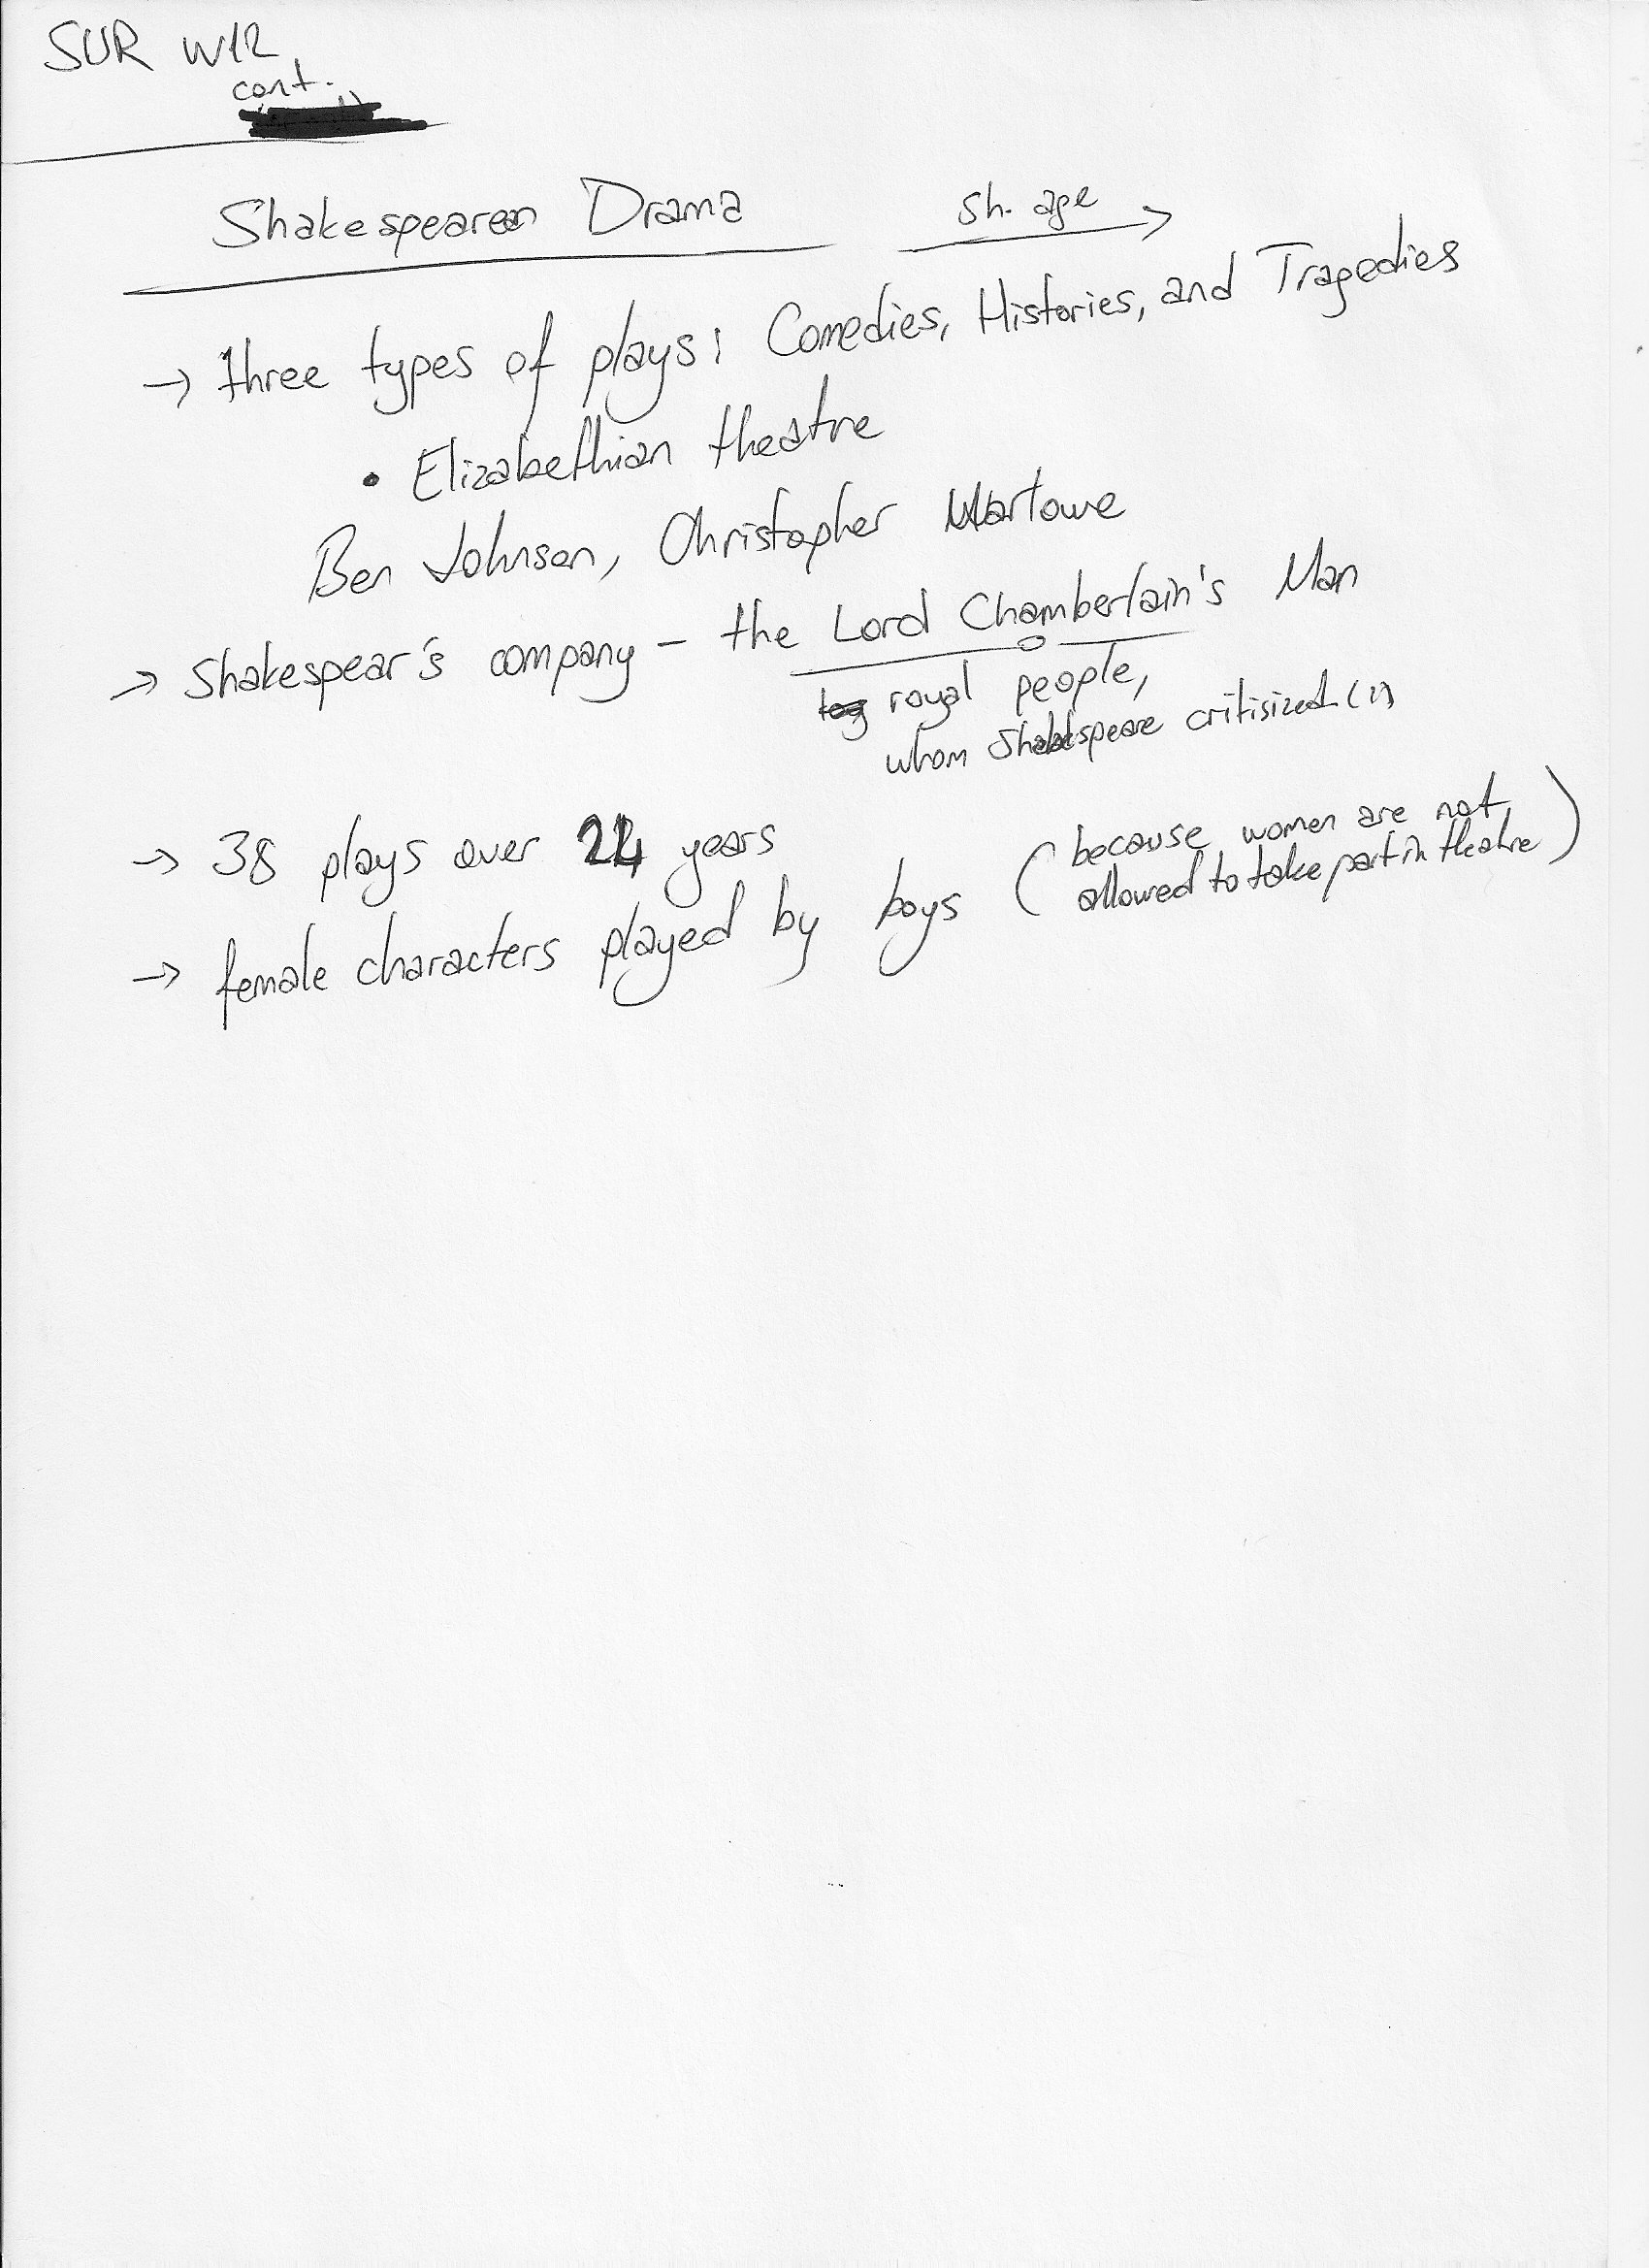 SUR W12
cont.
Shakespearean Drama sh. age →
→ three types of plays: Comedies, Histories, and Tragedies
• Elizabethian theatre
Ben Johnson, Christopher Marlowe
→ Shakespear's company – the Lord Chamberlain's Man
royal people,
whom Shakespeare critisized (!)
→ 38 plays over 24 years
→ female characters played by boys (because women are not
allowed to take part in theatre)